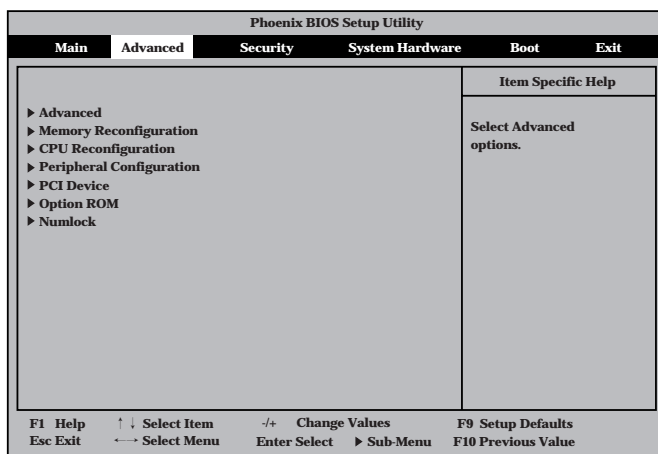 Phoenix BIOS Setup Utility
Main Advanced Security System Hardware Boot Exit
Item Specific Help
Select Advanced
options.
▶ Advanced
▶ Memory Reconfiguration
▶ CPU Reconfiguration
▶ Peripheral Configuration
▶ PCI Device
▶ Option ROM
▶ Numlock
F1 Help ↑↓ Select Item -/+ Change Values F9 Setup Defaults
Esc Exit ←→ Select Menu Enter Select ▶ Sub-Menu F10 Previous Value